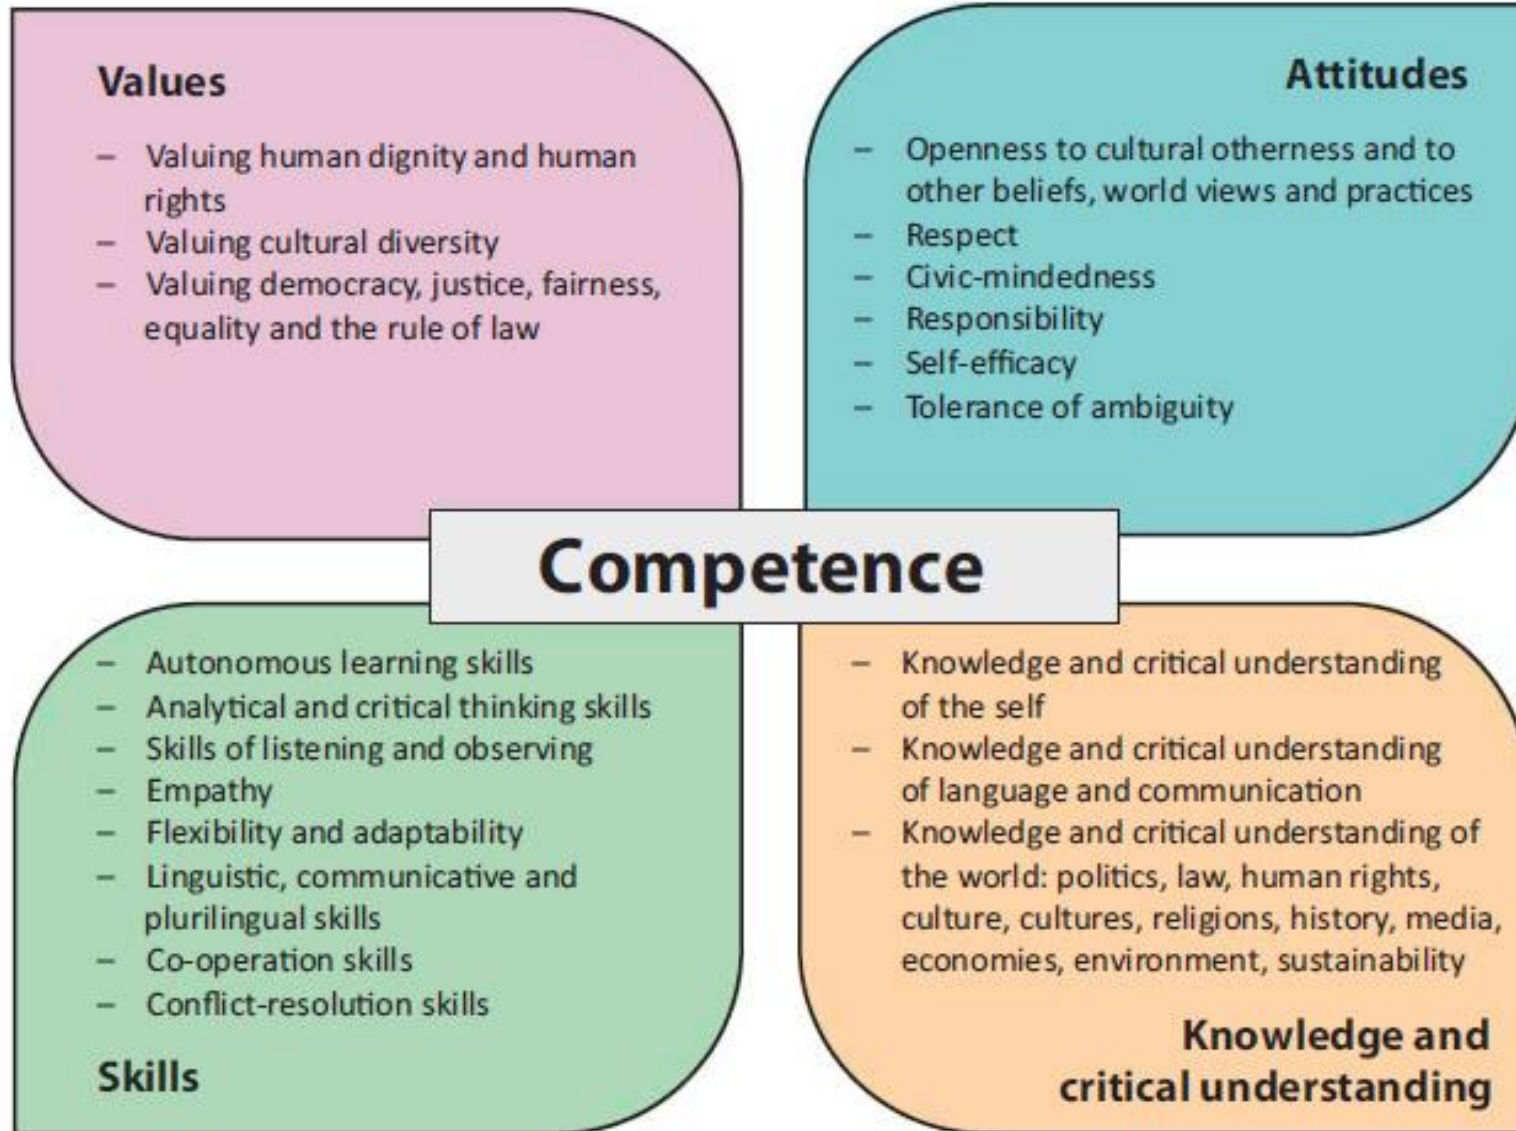 Values
– Valuing human dignity and human
rights
– Valuing cultural diversity
– Valuing democracy, justice, fairness,
equality and the rule of law
Attitudes
– Openness to cultural otherness and to
other beliefs, world views and practices
– Respect
– Civic-mindedness
– Responsibility
– Self-efficacy
– Tolerance of ambiguity
Competence
– Autonomous learning skills
– Analytical and critical thinking skills
– Skills of listening and observing
– Empathy
– Flexibility and adaptability
– Linguistic, communicative and
plurilingual skills
– Co-operation skills
– Conflict-resolution skills
Skills
– Knowledge and critical understanding
of the self
– Knowledge and critical understanding
of language and communication
– Knowledge and critical understanding of
the world: politics, law, human rights,
culture, cultures, religions, history, media,
economies, environment, sustainability
Knowledge and
critical understanding